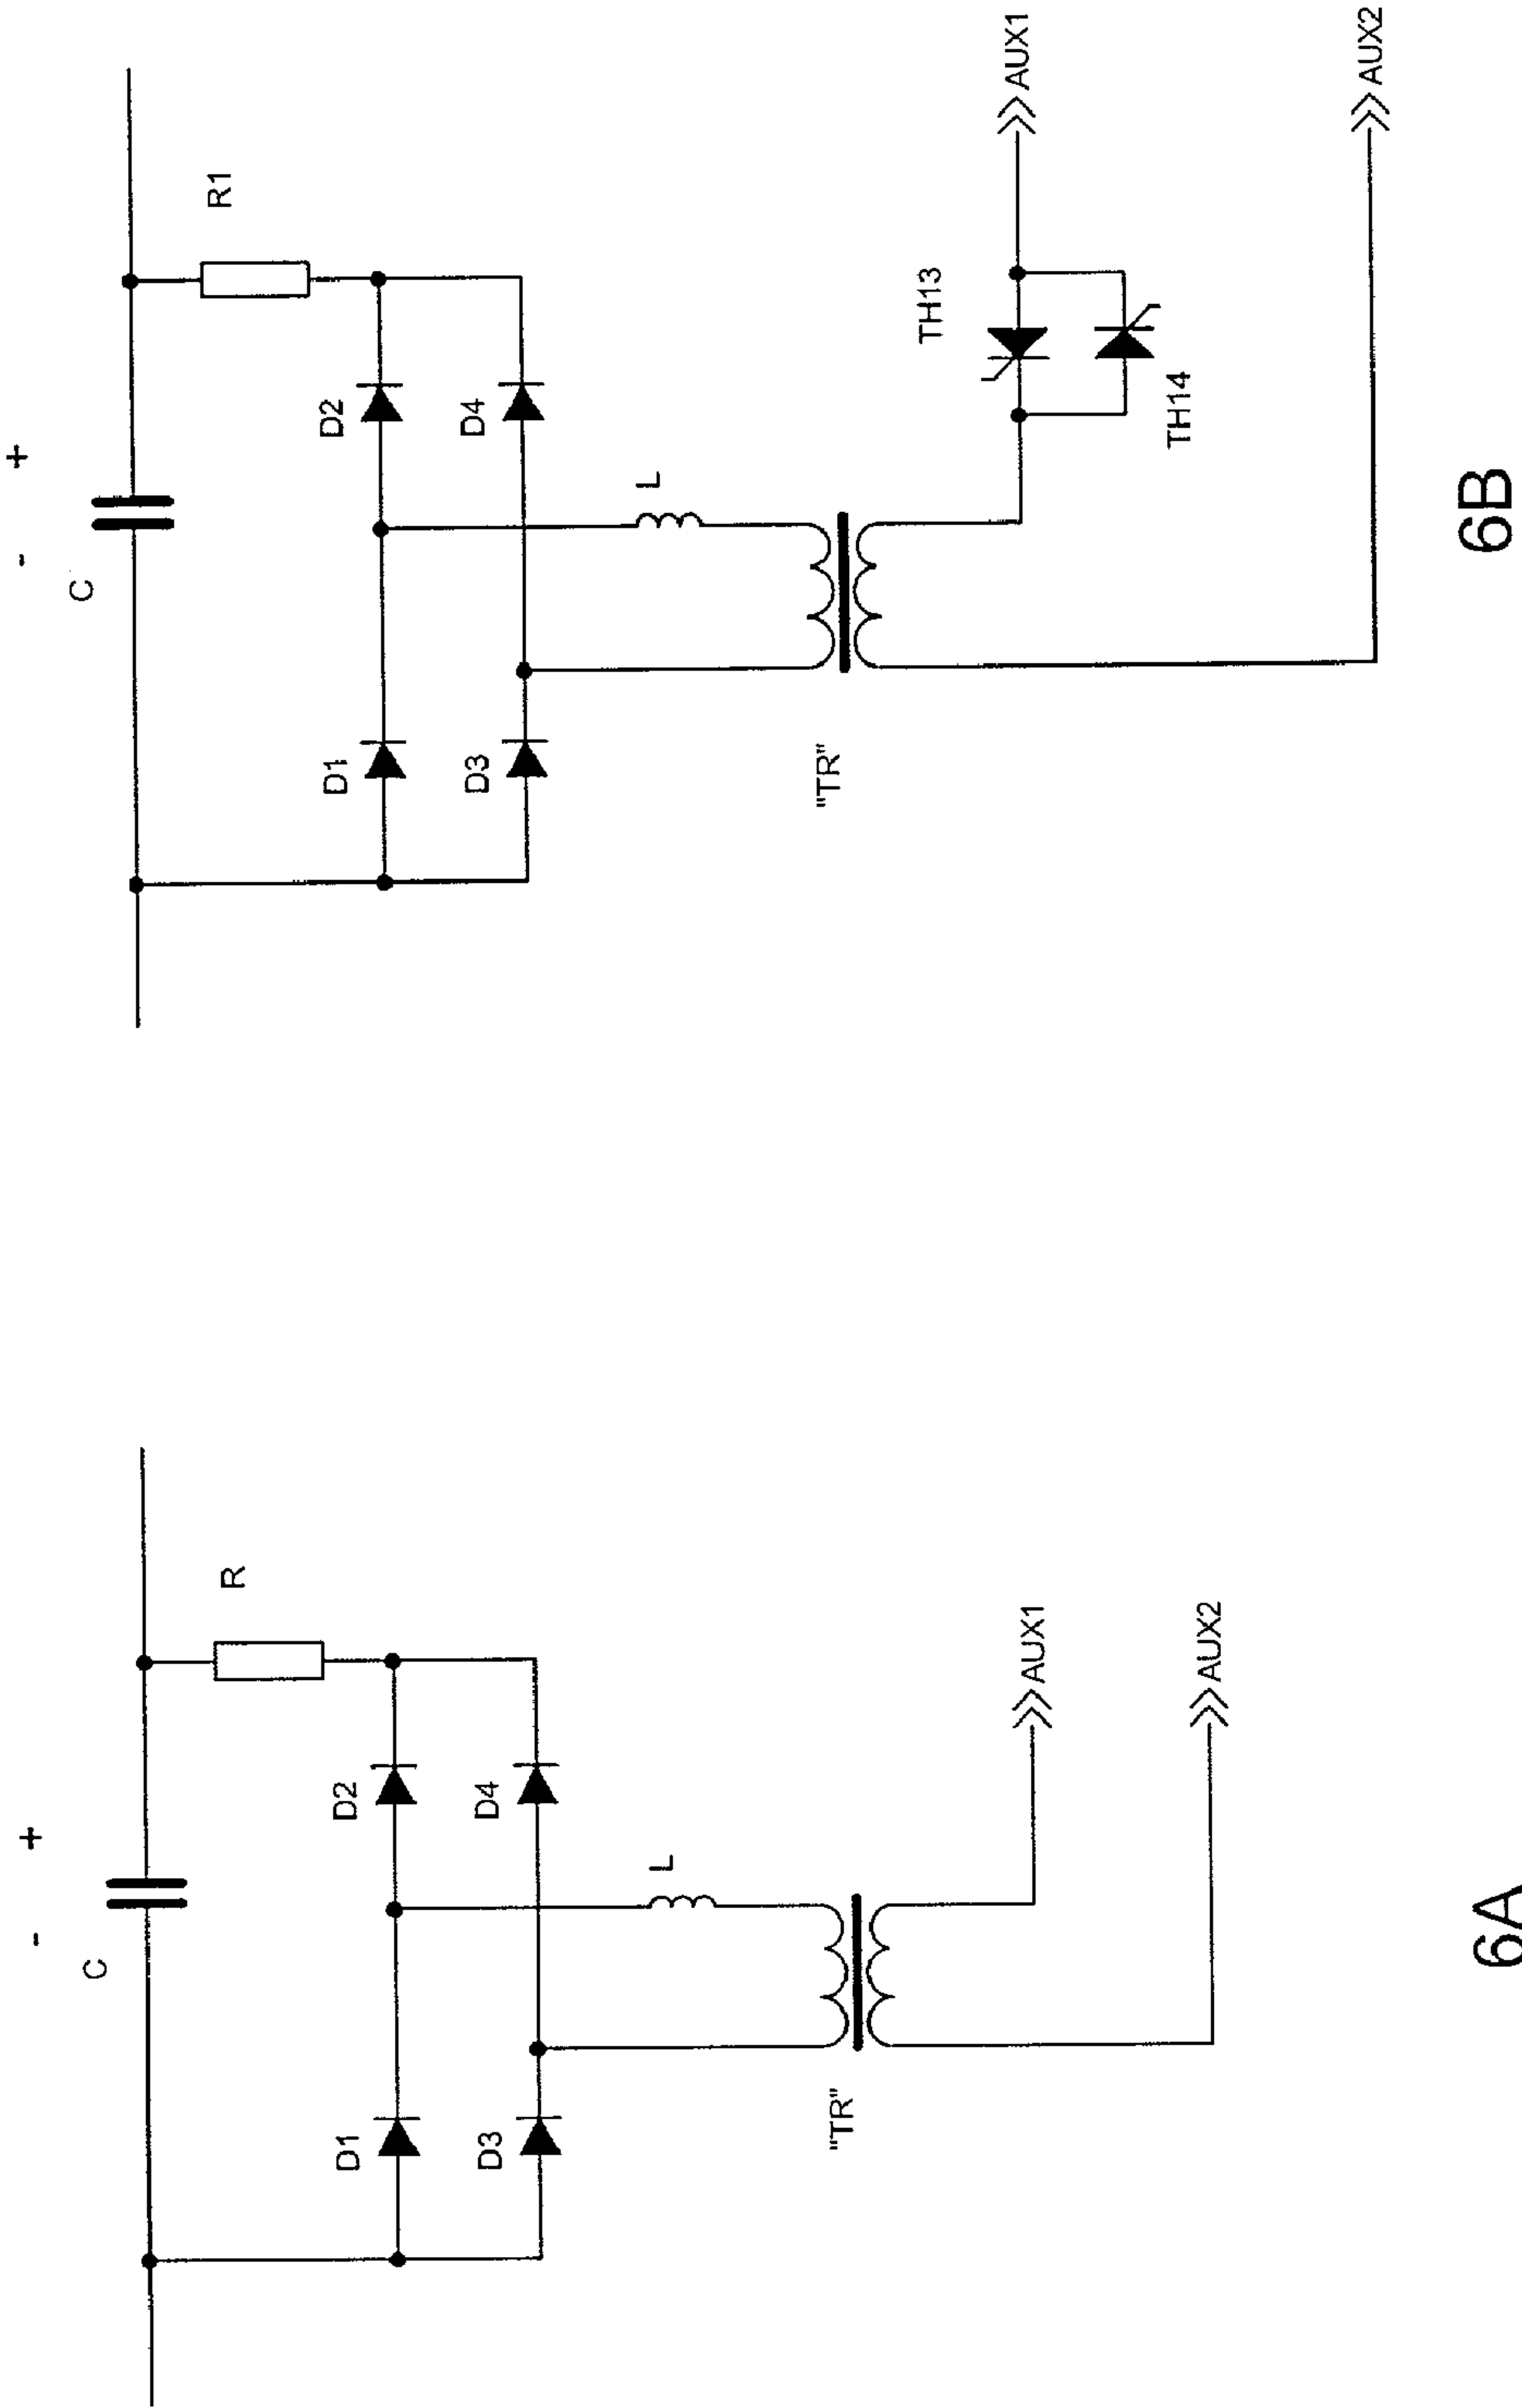 - +
C
R
D2
D4
D1
D3
L
"TR"
AUX1
AUX2
6A
- +
C
R1
D2
D4
D1
D3
L
"TR"
TH13
TH14
AUX1
AUX2
6B